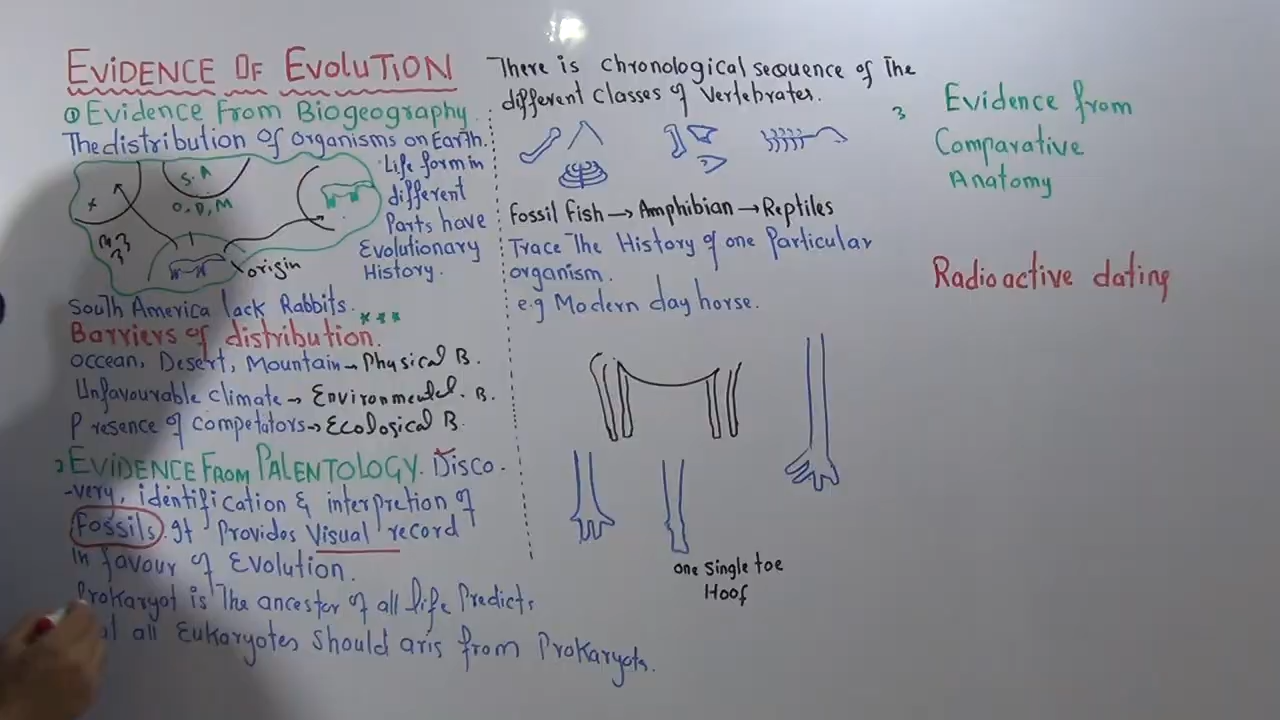 EVIDENCE OF EVOLUTION
① Evidence From Biogeography.
The distribution of organisms on Earth.
S.A
O, D, M
x
origin
Life form in
different
Parts have
Evolutionary
History.
South America lack Rabbits.
Barriers of distribution.
occean, Desert, Mountain → Physical B.
Unfavourable climate → Environmental. B.
Presence of competators → Ecological B.
2 EVIDENCE FROM PALENTOLOGY. Disco-
-very, identification & interpretion of
Fossils. It Provides Visual record
In favour of Evolution.
Prokaryot is The ancestor of all life Predicts
all Eukaryotes should aris from Prokaryots.
There is chronological sequence of The
different Classes of Vertebrates.
Fossil fish → Amphibian → Reptiles
Trace The History of one Particular
organism.
e.g Modern day horse.
one Single toe
Hoof
3 Evidence from
Comparative
Anatomy
Radioactive dating